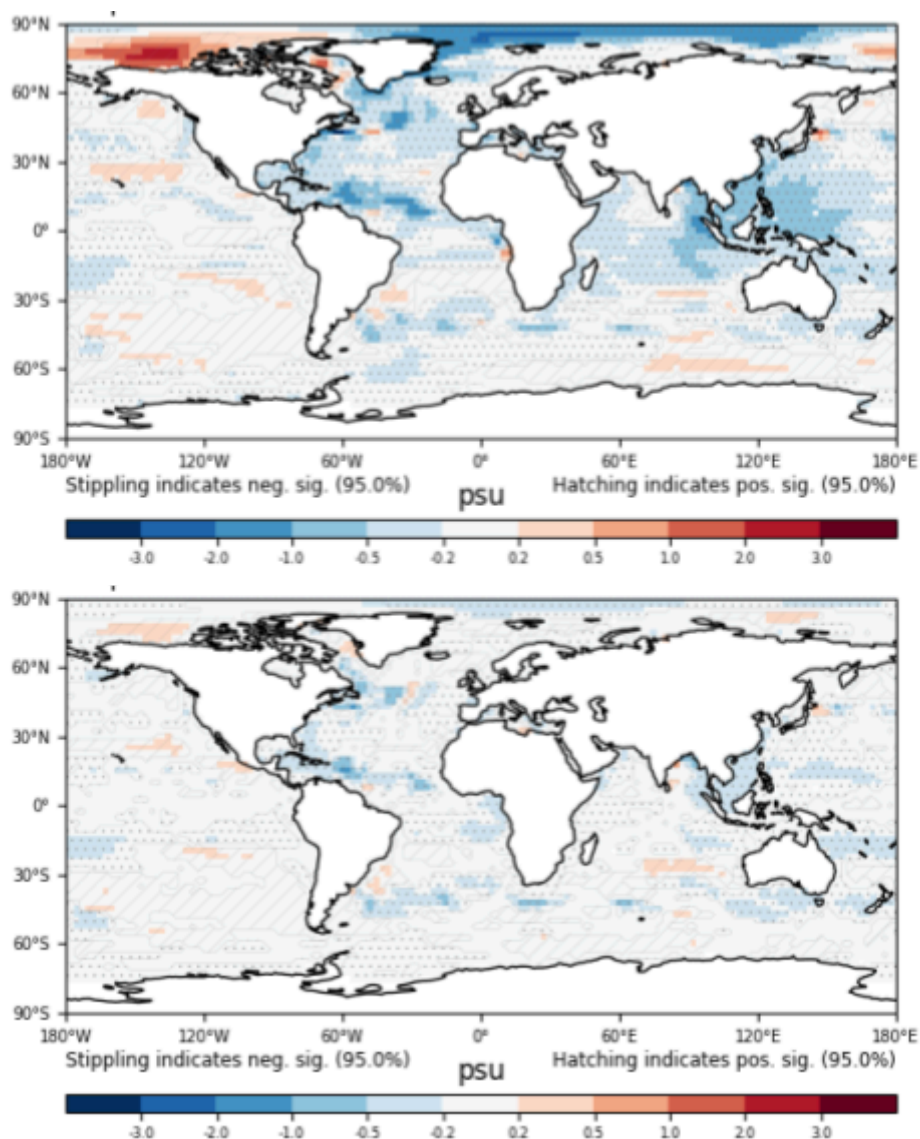 90°N
60°N
30°N
0°
30°S
60°S
90°S
180°W 120°W 60°W 0° 60°E 120°E 180°E
Stippling indicates neg. sig. (95.0%) psu Hatching indicates pos. sig. (95.0%)
-3.0 -2.0 -1.0 -0.5 -0.2 0.2 0.5 1.0 2.0 3.0
90°N
60°N
30°N
0°
30°S
60°S
90°S
180°W 120°W 60°W 0° 60°E 120°E 180°E
Stippling indicates neg. sig. (95.0%) psu Hatching indicates pos. sig. (95.0%)
-3.0 -2.0 -1.0 -0.5 -0.2 0.2 0.5 1.0 2.0 3.0